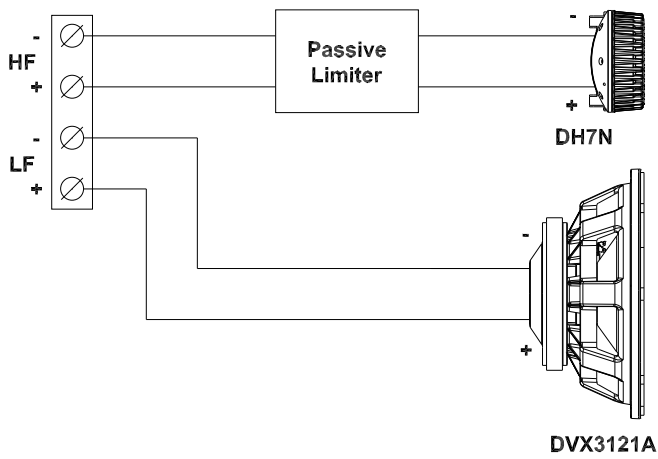 -
HF
+
-
LF
+
Passive
Limiter
-
+
DH7N
-
+
DVX3121A